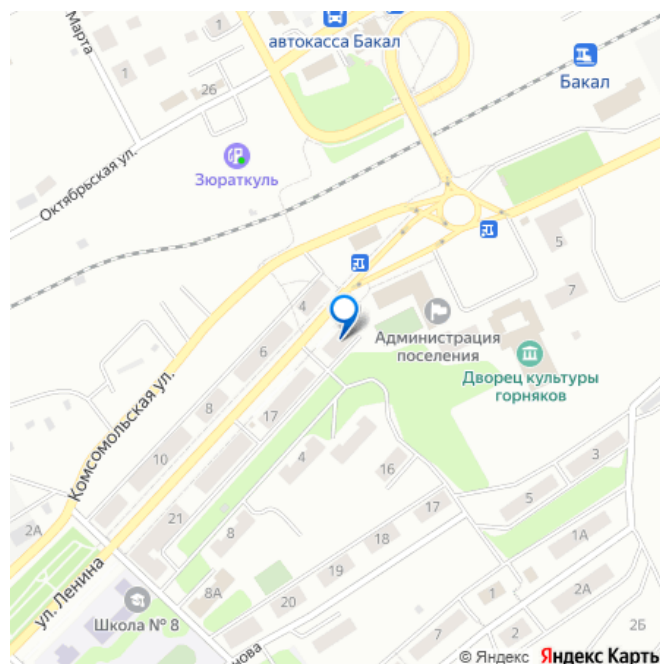 Марта
1
автокасса Бакал
1
26
Бакал
Октябрьская ул.
Зюраткуль
5
7
4
Администрация
поселения
6
Дворец культуры
горняков
Комсомольская ул.
8
17
10
4
16
3
17
5
2А
21
8
18
1А
ул. Ленина
19
8А
20
2А
1
Школа № 8
7
2
2Б
нова
© Яндекс Яндекс Карты